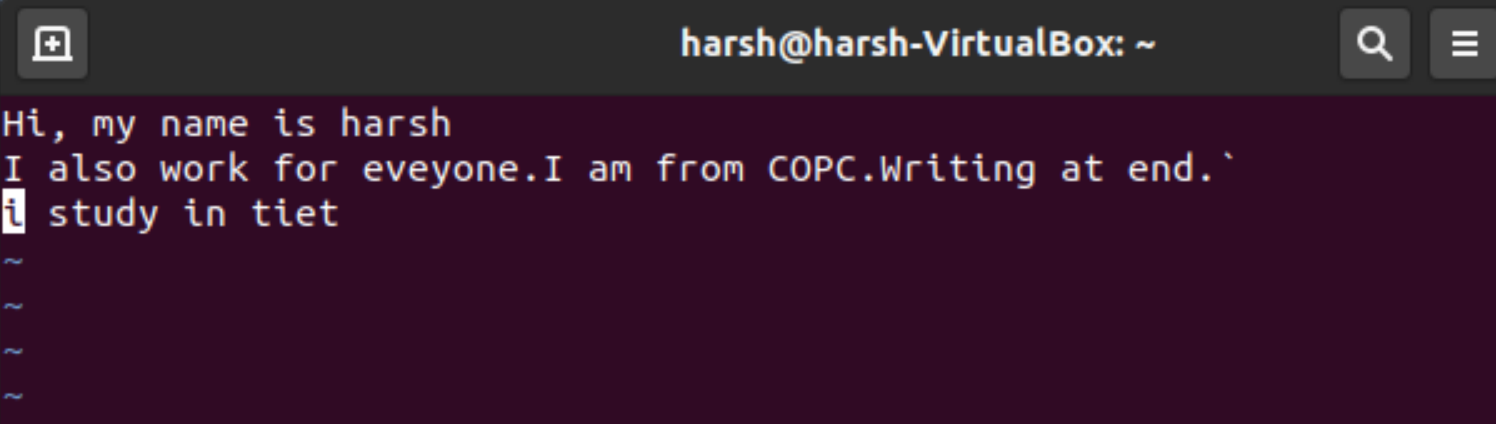 harsh@harsh-VirtualBox: ~
Hi, my name is harsh
I also work for eveyone.I am from COPC.Writing at end.`
i study in tiet
~
~
~
~